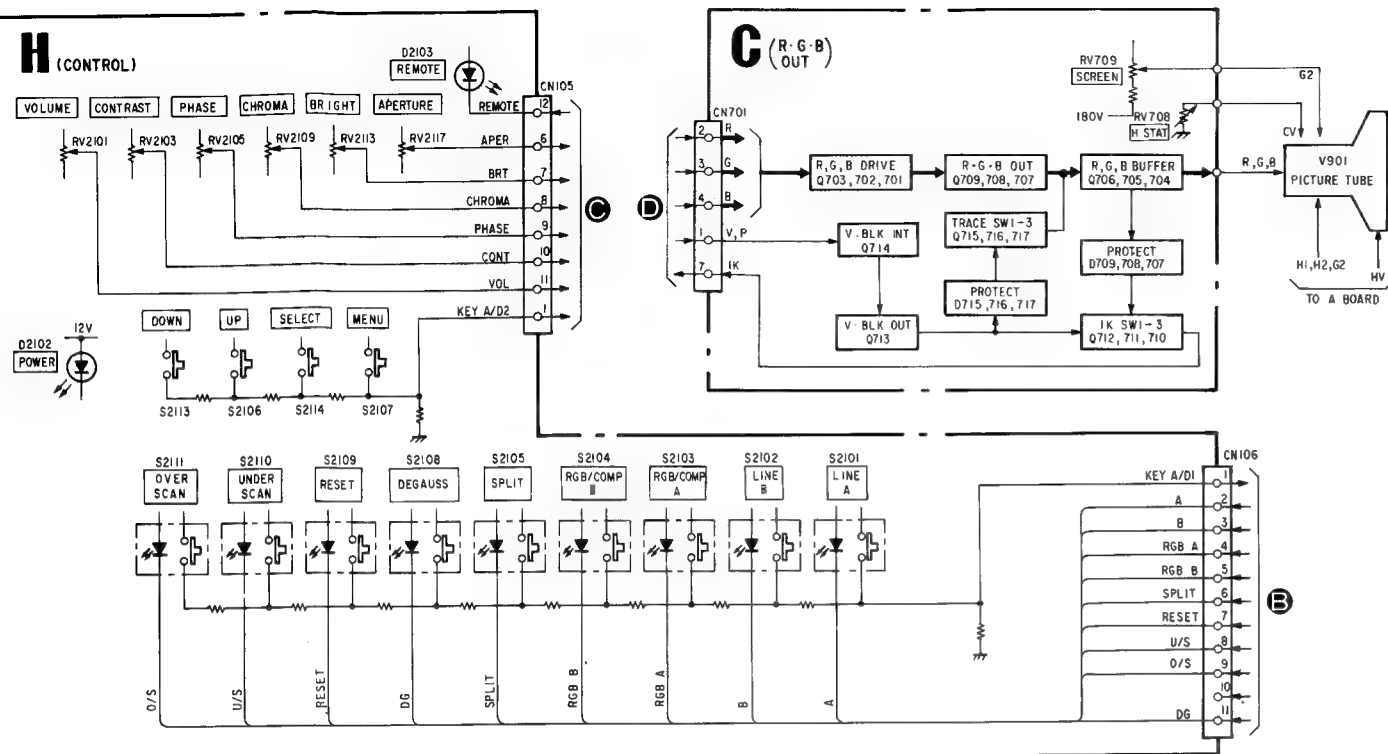 H (CONTROL)
D2103
REMOTE
VOLUME CONTRAST PHASE CHROMA BRIGHT APERTURE
RV2101 RV2103 RV2105 RV2109 RV2113 RV2117
CN105
REMOTE 12
APER 6
BRT 7
CHROMA 8
PHASE 9
CONT 10
VOL 11
KEY A/D2 1
C
12V
D2102
POWER
DOWN UP SELECT MENU
S2113 S2106 S2114 S2107
C (R·G·B OUT)
D
CN701
2 R
3 G
4 B
1 V,P
7 IK
R,G,B DRIVE
Q703,702,701
R·G·B OUT
Q709,708,707
R,G,B BUFFER
Q706,705,704
V·BLK INT
Q714
TRACE SW1-3
Q715,716,717
PROTECT
D709,708,707
PROTECT
D715,716,717
V·BLK OUT
Q713
IK SW1-3
Q712,711,710
RV709
SCREEN
180V
RV708
H STAT
G2
CV
R,G,B
V901
PICTURE TUBE
H1,H2,G2
HV
TO A BOARD
S2111 S2110 S2109 S2108 S2105 S2104 S2103 S2102 S2101
OVER SCAN
UNDER SCAN
RESET
DEGAUSS
SPLIT
RGB/COMP B
RGB/COMP A
LINE B
LINE A
O/S U/S RESET DG SPLIT RGB B RGB A B A
CN106
KEY A/D1 1
A 2
B 3
RGB A 4
RGB B 5
SPLIT 6
RESET 7
U/S 8
O/S 9
10
DG 11
B